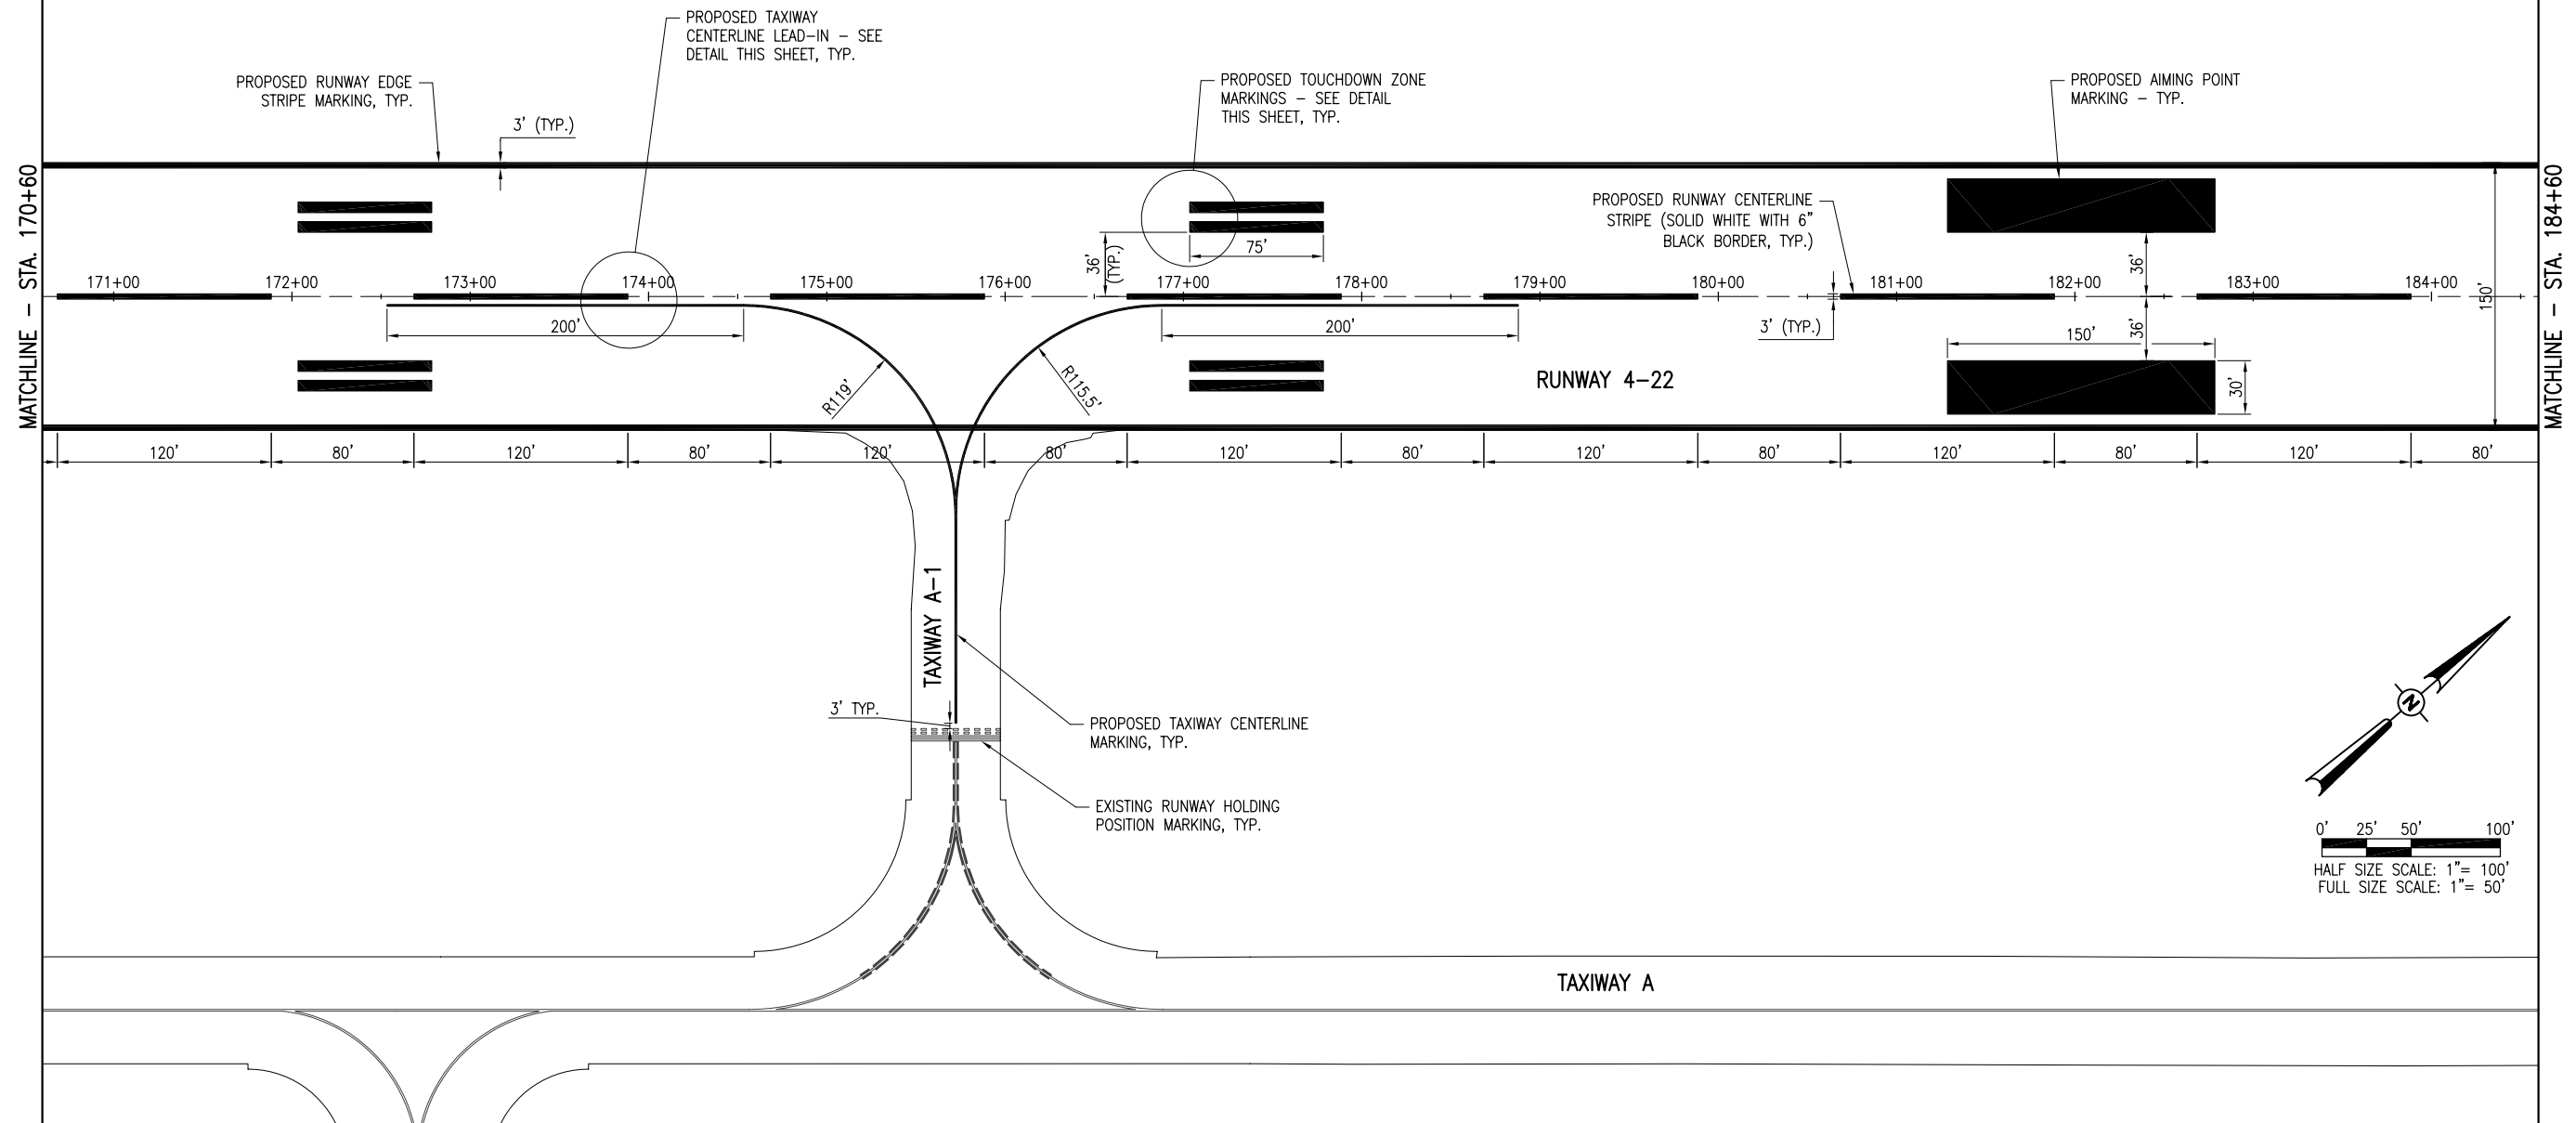 PROPOSED TAXIWAY
CENTERLINE LEAD-IN - SEE
DETAIL THIS SHEET, TYP.
PROPOSED RUNWAY EDGE
STRIPE MARKING, TYP.
3' (TYP.)
PROPOSED TOUCHDOWN ZONE
MARKINGS - SEE DETAIL
THIS SHEET, TYP.
PROPOSED AIMING POINT
MARKING - TYP.
MATCHLINE - STA. 170+60
MATCHLINE - STA. 184+60
PROPOSED RUNWAY CENTERLINE
STRIPE (SOLID WHITE WITH 6"
BLACK BORDER, TYP.)
75'
36'
(TYP.)
36'
150'
171+00
172+00
173+00
174+00
175+00
176+00
177+00
178+00
179+00
180+00
181+00
182+00
183+00
184+00
200'
200'
3' (TYP.)
36'
150'
30'
R119'
R115.5'
RUNWAY 4-22
120'
80'
120'
80'
120'
80'
120'
80'
120'
80'
120'
80'
120'
80'
TAXIWAY A-1
3' TYP.
PROPOSED TAXIWAY CENTERLINE
MARKING, TYP.
EXISTING RUNWAY HOLDING
POSITION MARKING, TYP.
N
0' 25' 50' 100'
HALF SIZE SCALE: 1"= 100'
FULL SIZE SCALE: 1"= 50'
TAXIWAY A